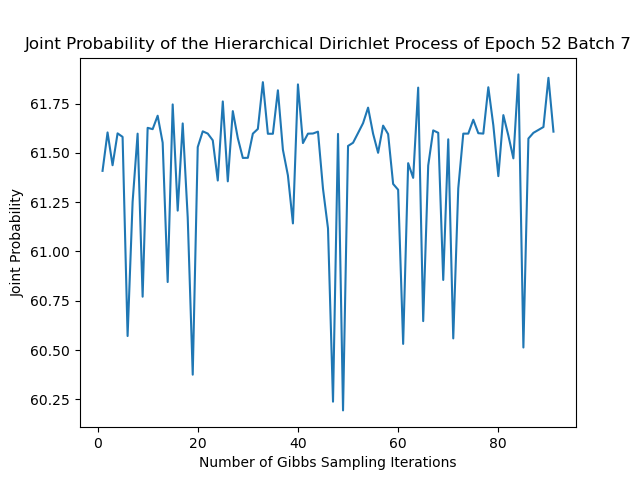 Joint Probability of the Hierarchical Dirichlet Process of Epoch 52 Batch 7
61.75
61.50
61.25
61.00
60.75
60.50
60.25
Joint Probability
0 20 40 60 80
Number of Gibbs Sampling Iterations